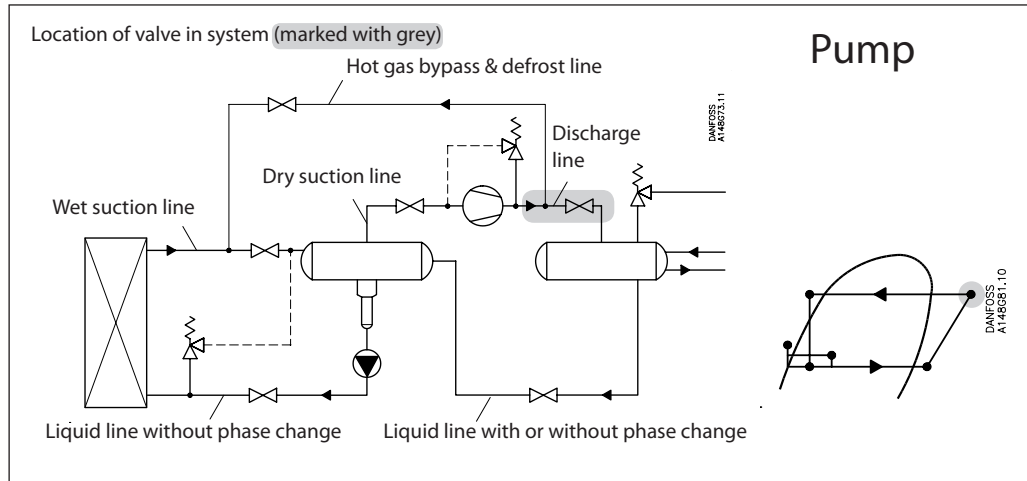 Location of valve in system (marked with grey)
Pump
Hot gas bypass & defrost line
DANFOSS
A148G73.11
Discharge
line
Dry suction line
Wet suction line
DANFOSS
A148G81.10
Liquid line without phase change
Liquid line with or without phase change